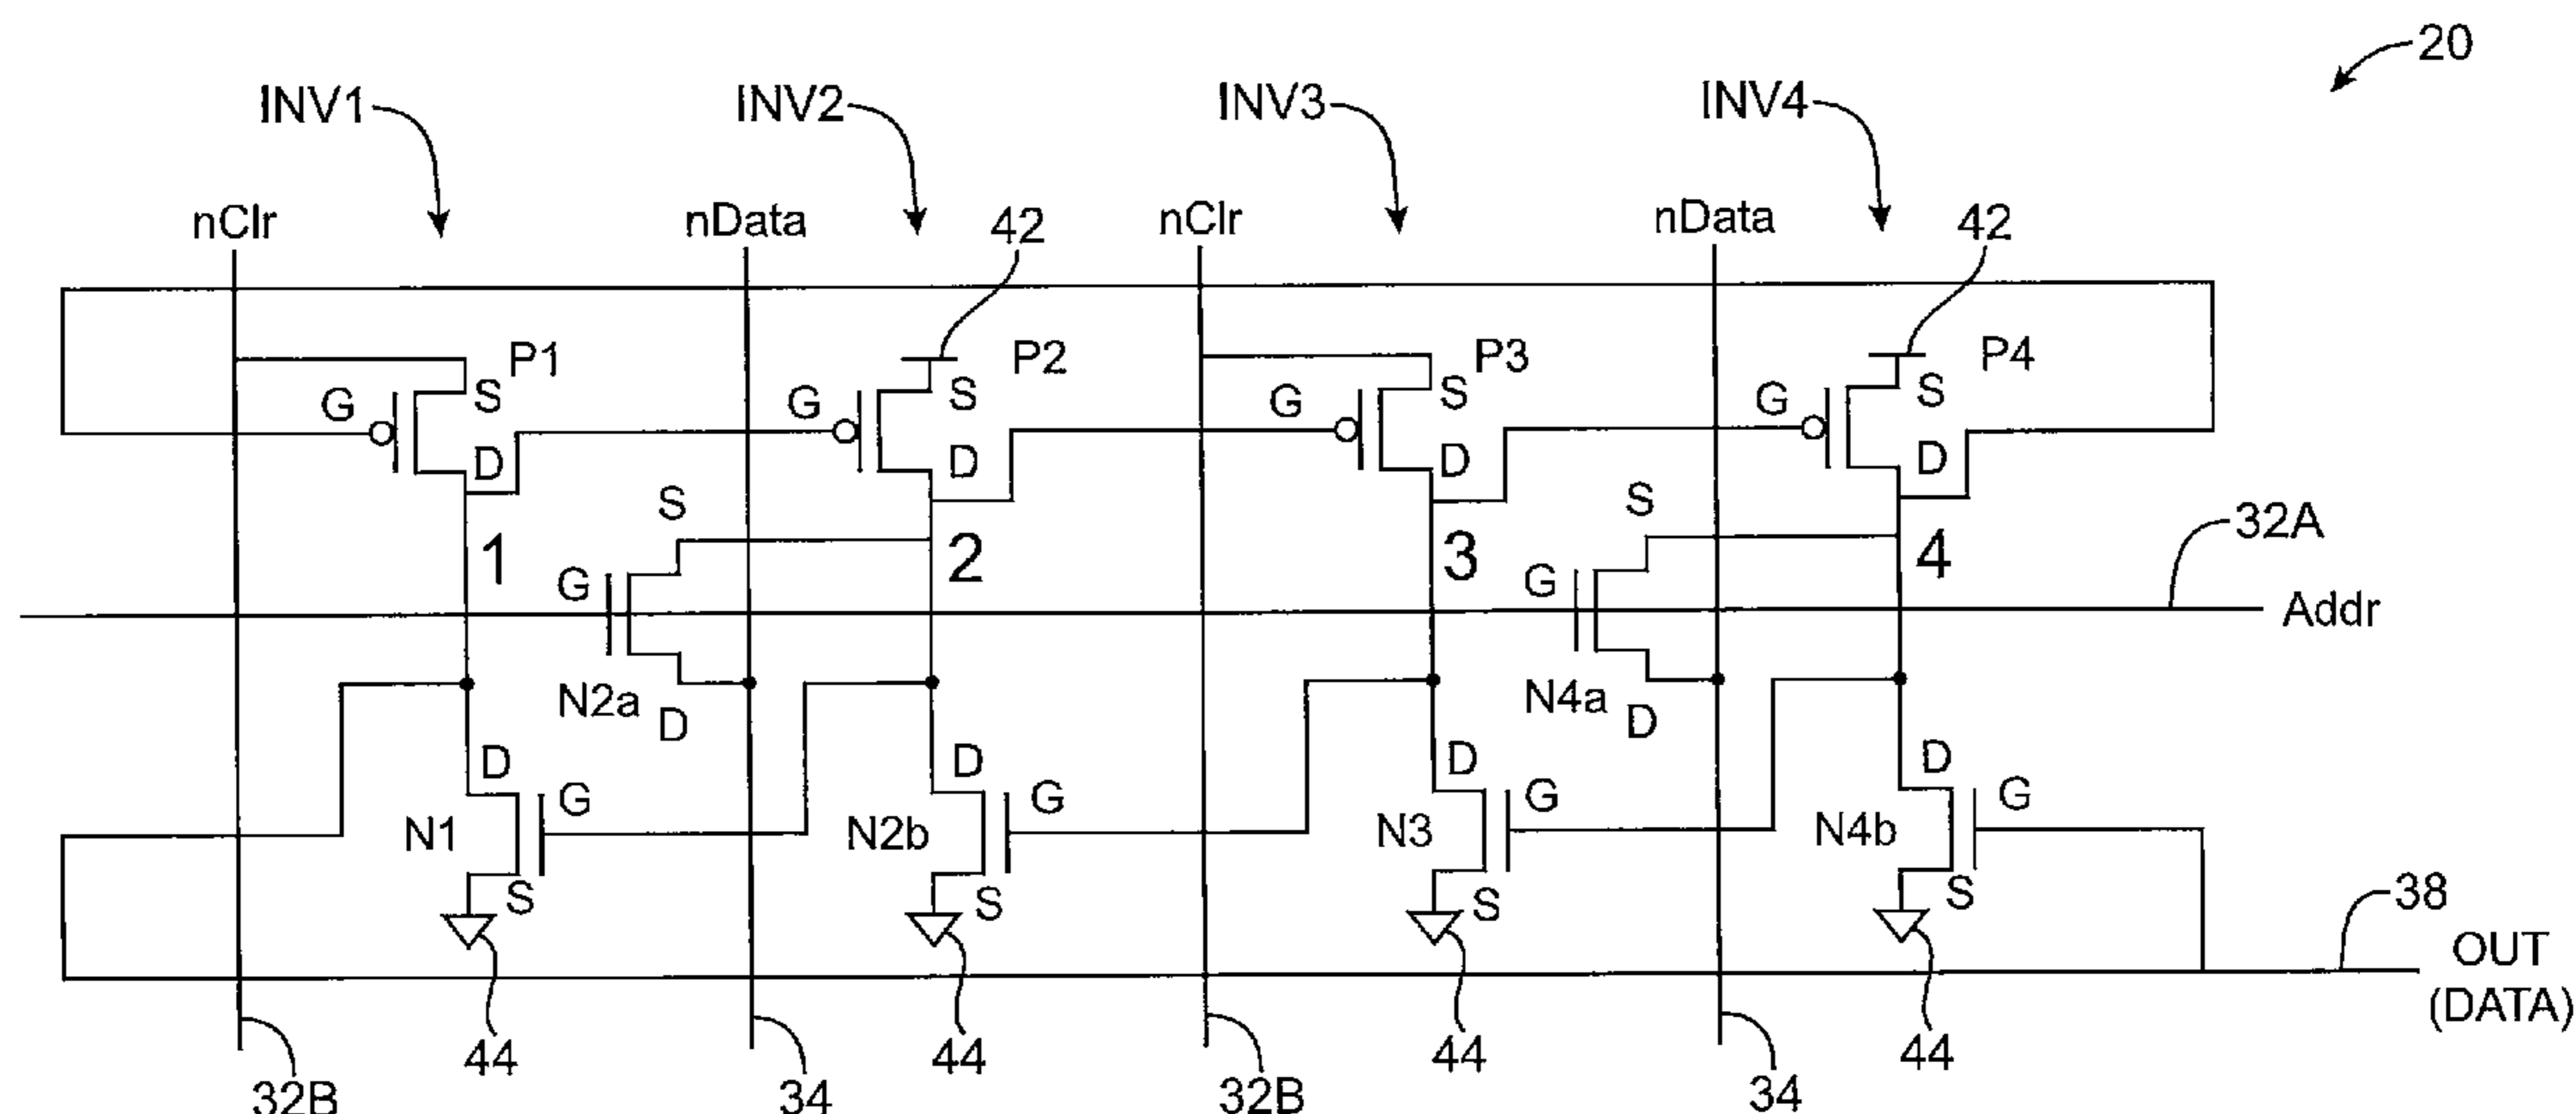 20
INV1
INV2
INV3
INV4
nClr
nData
42
nClr
nData
42
P1
P2
P3
P4
G
S
G
S
G
S
G
S
D
D
D
D
S
S
1
2
3
4
32A
G
G
Addr
N2a
D
N4a
D
D
D
D
D
G
G
G
G
N1
N2b
N3
N4b
S
S
S
S
38
OUT
(DATA)
44
44
44
44
32B
34
32B
34